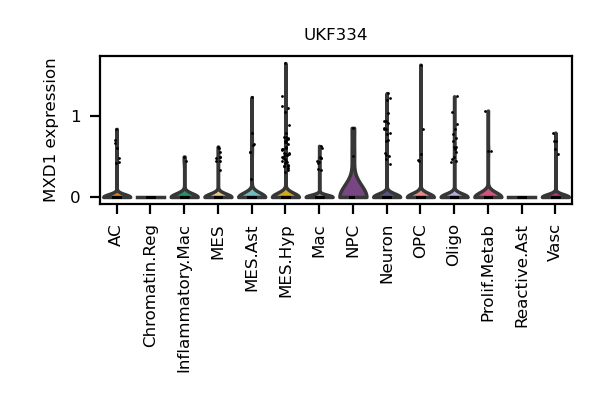 UKF334
MXD1 expression
1
0
AC
Chromatin.Reg
Inflammatory.Mac
MES
MES.Ast
MES.Hyp
Mac
NPC
Neuron
OPC
Oligo
Prolif.Metab
Reactive.Ast
Vasc